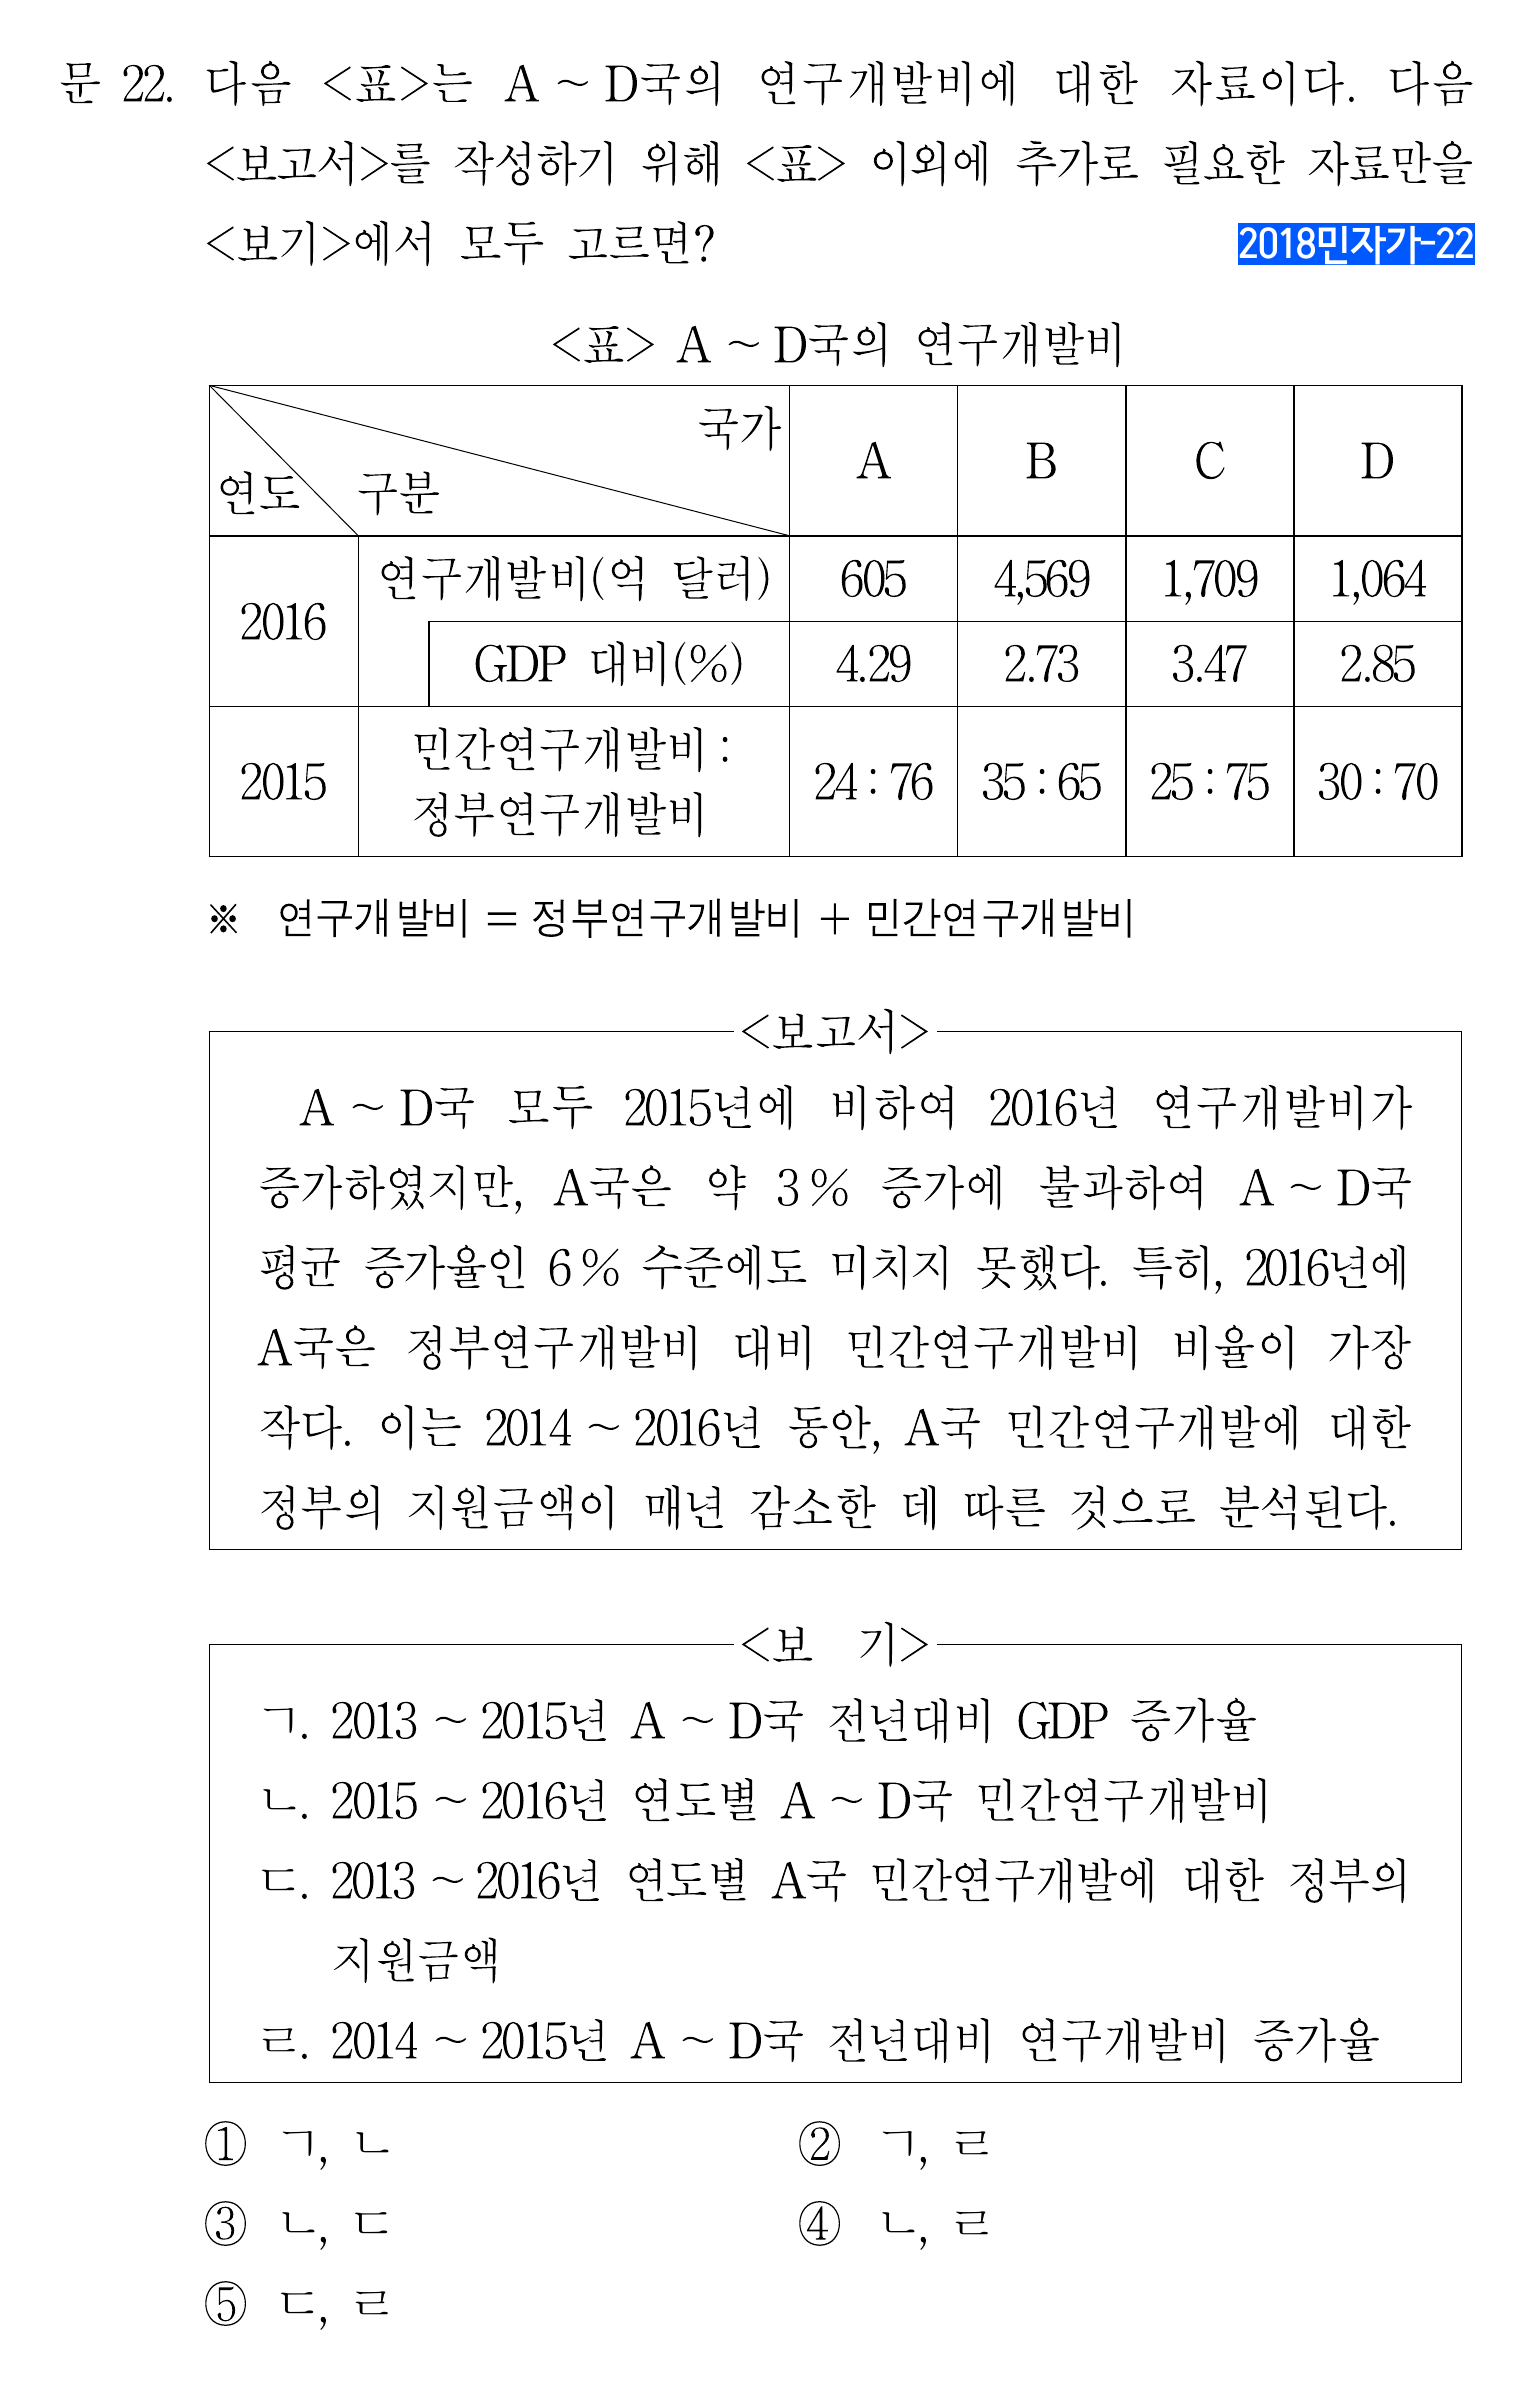 문 22. 다음 <표>는 A ~ D국의 연구개발비에 대한 자료이다. 다음
<보고서>를 작성하기 위해 <표> 이외에 추가로 필요한 자료만을
<보기>에서 모두 고르면?
2018민자가-22
<표> A ~ D국의 연구개발비
국가
연도 구분 A B C D
2016 연구개발비(억 달러) 605 4,569 1,709 1,064
GDP 대비(%) 4.29 2.73 3.47 2.85
2015 민간연구개발비 : 정부연구개발비 24 : 76 35 : 65 25 : 75 30 : 70
※ 연구개발비 = 정부연구개발비 + 민간연구개발비
<보고서>
A ~ D국 모두 2015년에 비하여 2016년 연구개발비가
증가하였지만, A국은 약 3 % 증가에 불과하여 A ~ D국
평균 증가율인 6 % 수준에도 미치지 못했다. 특히, 2016년에
A국은 정부연구개발비 대비 민간연구개발비 비율이 가장
작다. 이는 2014 ~ 2016년 동안, A국 민간연구개발에 대한
정부의 지원금액이 매년 감소한 데 따른 것으로 분석된다.
<보 기>
ㄱ. 2013 ~ 2015년 A ~ D국 전년대비 GDP 증가율
ㄴ. 2015 ~ 2016년 연도별 A ~ D국 민간연구개발비
ㄷ. 2013 ~ 2016년 연도별 A국 민간연구개발에 대한 정부의
지원금액
ㄹ. 2014 ~ 2015년 A ~ D국 전년대비 연구개발비 증가율
① ㄱ, ㄴ ② ㄱ, ㄹ
③ ㄴ, ㄷ ④ ㄴ, ㄹ
⑤ ㄷ, ㄹ